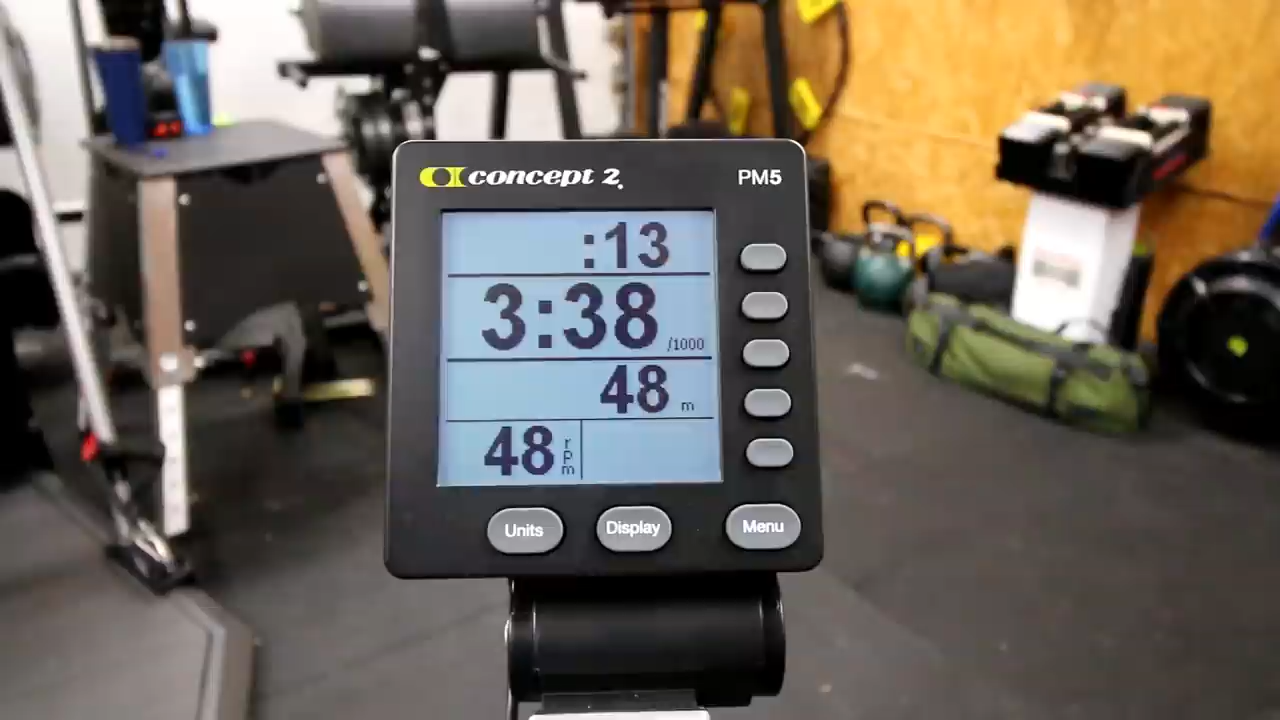 concept 2.
PM5
:13
3:38 /1000
48 m
48 rpm
Units
Display
Menu